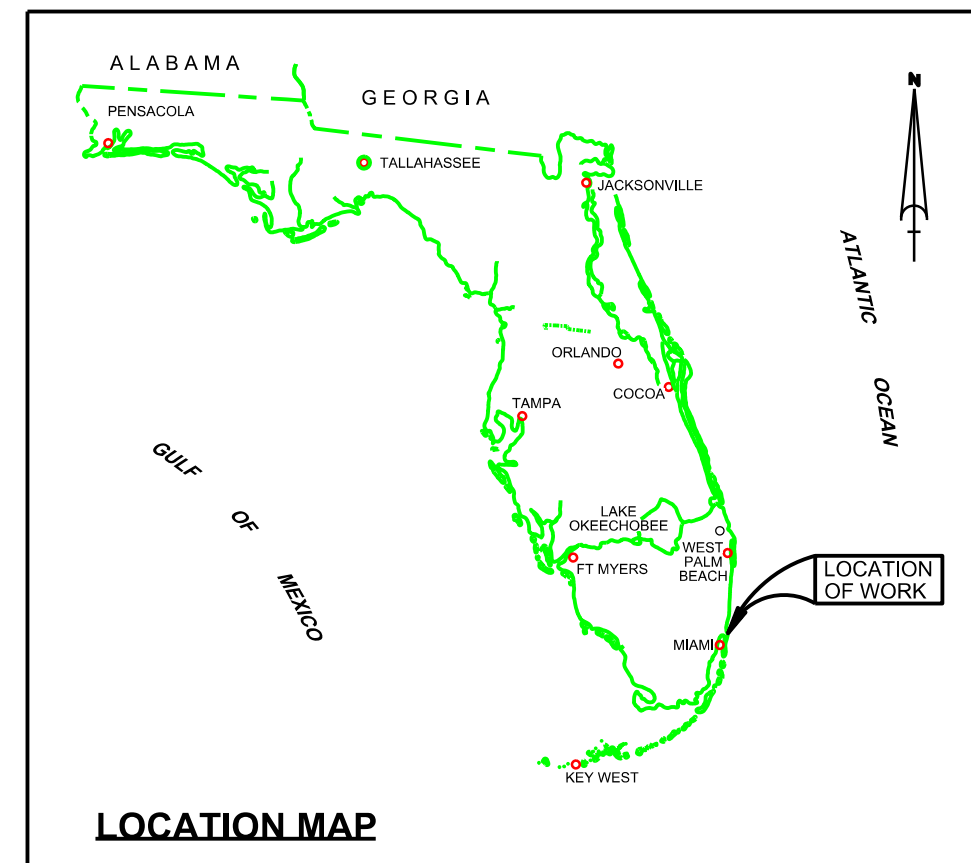 ALABAMA
GEORGIA
N
PENSACOLA
TALLAHASSEE
JACKSONVILLE
ATLANTIC
OCEAN
ORLANDO
COCOA
TAMPA
GULF
OF
MEXICO
LAKE
OKEECHOBEE
WEST
PALM
BEACH
FT MYERS
LOCATION
OF WORK
MIAMI
KEY WEST
LOCATION MAP